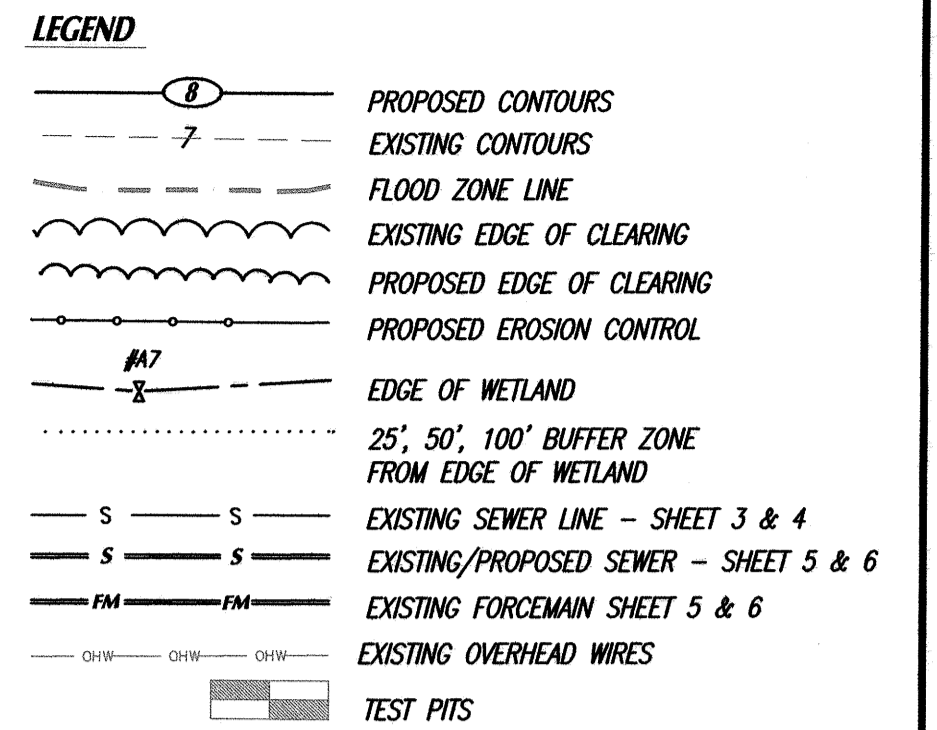 LEGEND
8 PROPOSED CONTOURS
7 EXISTING CONTOURS
FLOOD ZONE LINE
EXISTING EDGE OF CLEARING
PROPOSED EDGE OF CLEARING
PROPOSED EROSION CONTROL
#A7
EDGE OF WETLAND
25', 50', 100' BUFFER ZONE
FROM EDGE OF WETLAND
S S EXISTING SEWER LINE – SHEET 3 & 4
S S EXISTING/PROPOSED SEWER – SHEET 5 & 6
FM FM EXISTING FORCEMAIN SHEET 5 & 6
OHW OHW OHW EXISTING OVERHEAD WIRES
TEST PITS